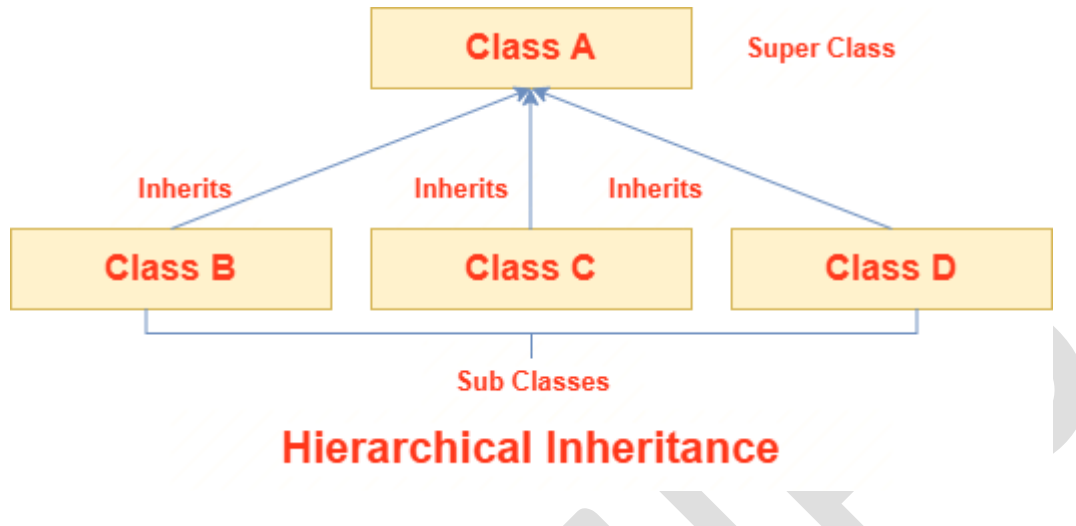 Class A
Super Class
Inherits
Inherits
Inherits
Class B
Class C
Class D
Sub Classes
Hierarchical Inheritance